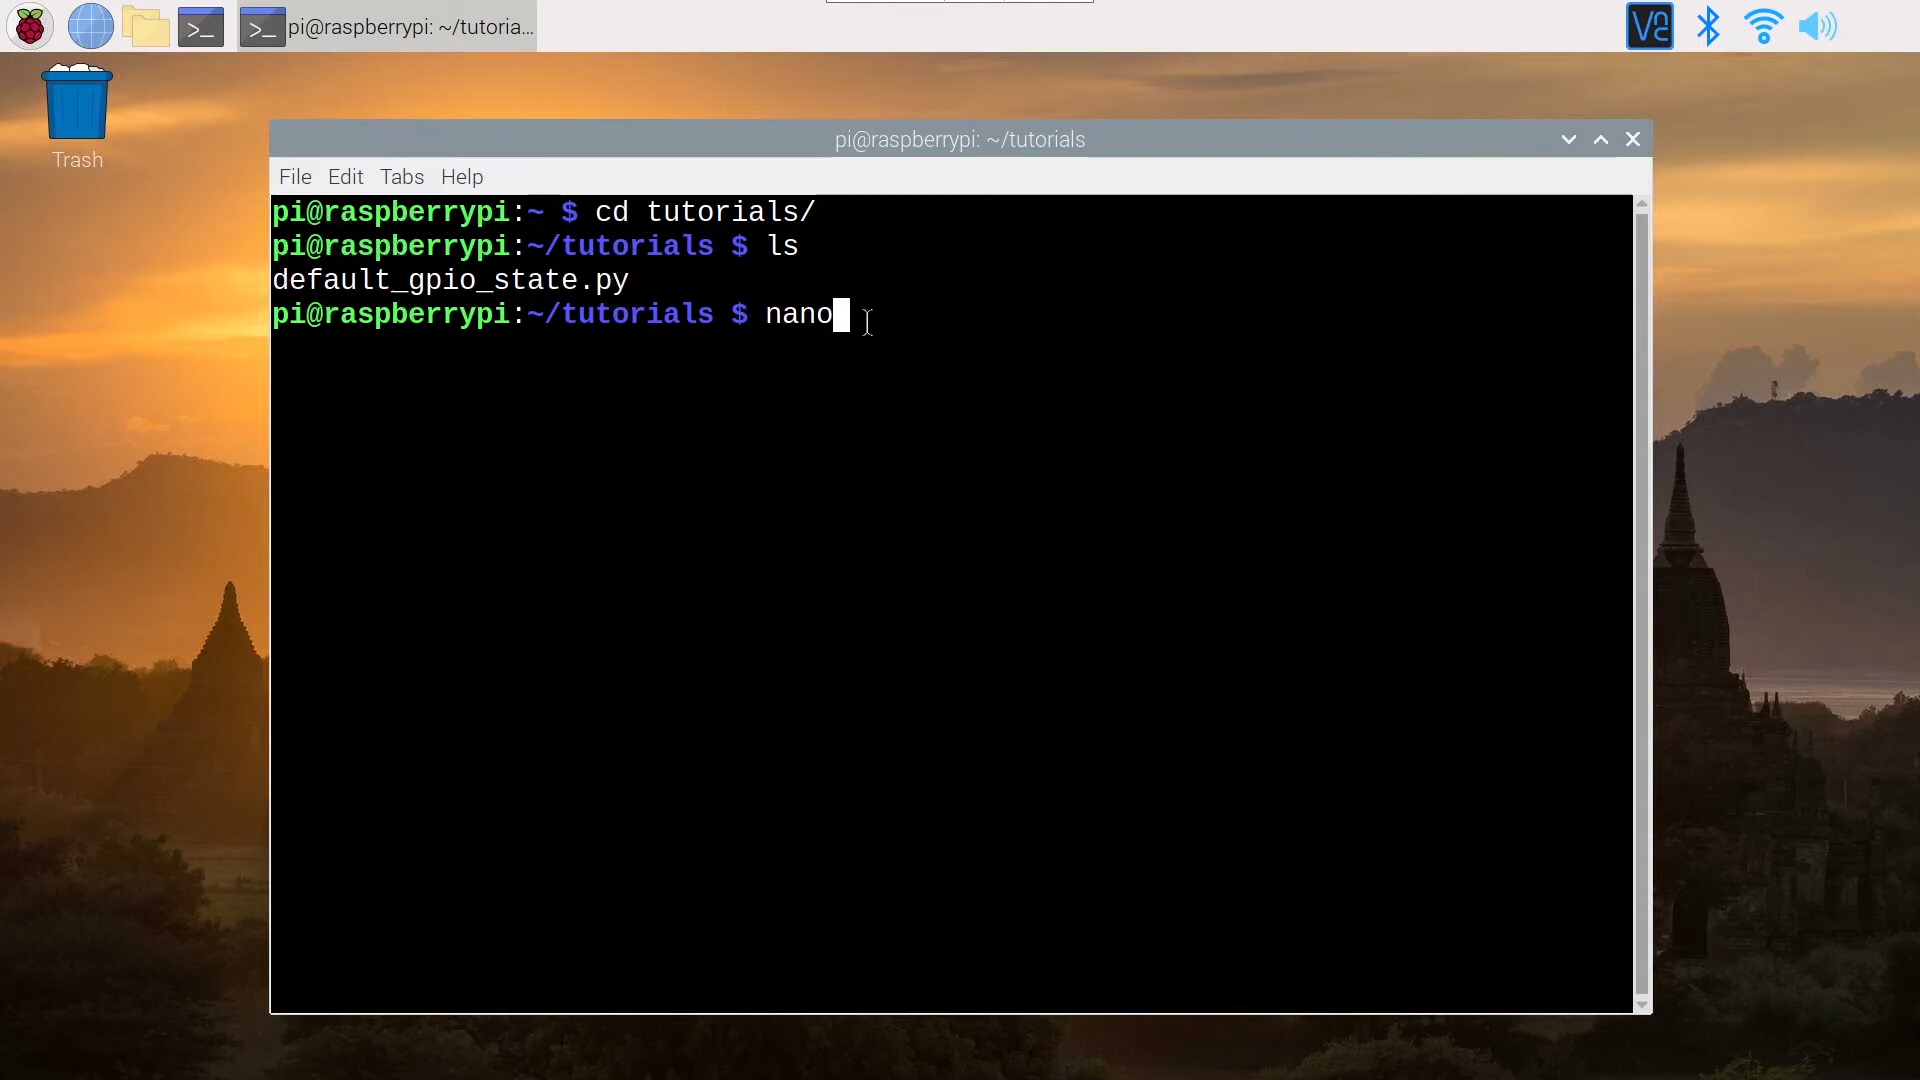 pi@raspberrypi: ~/tutoria...
Trash
pi@raspberrypi: ~/tutorials
File Edit Tabs Help
pi@raspberrypi:~ $ cd tutorials/
pi@raspberrypi:~/tutorials $ ls
default_gpio_state.py
pi@raspberrypi:~/tutorials $ nano